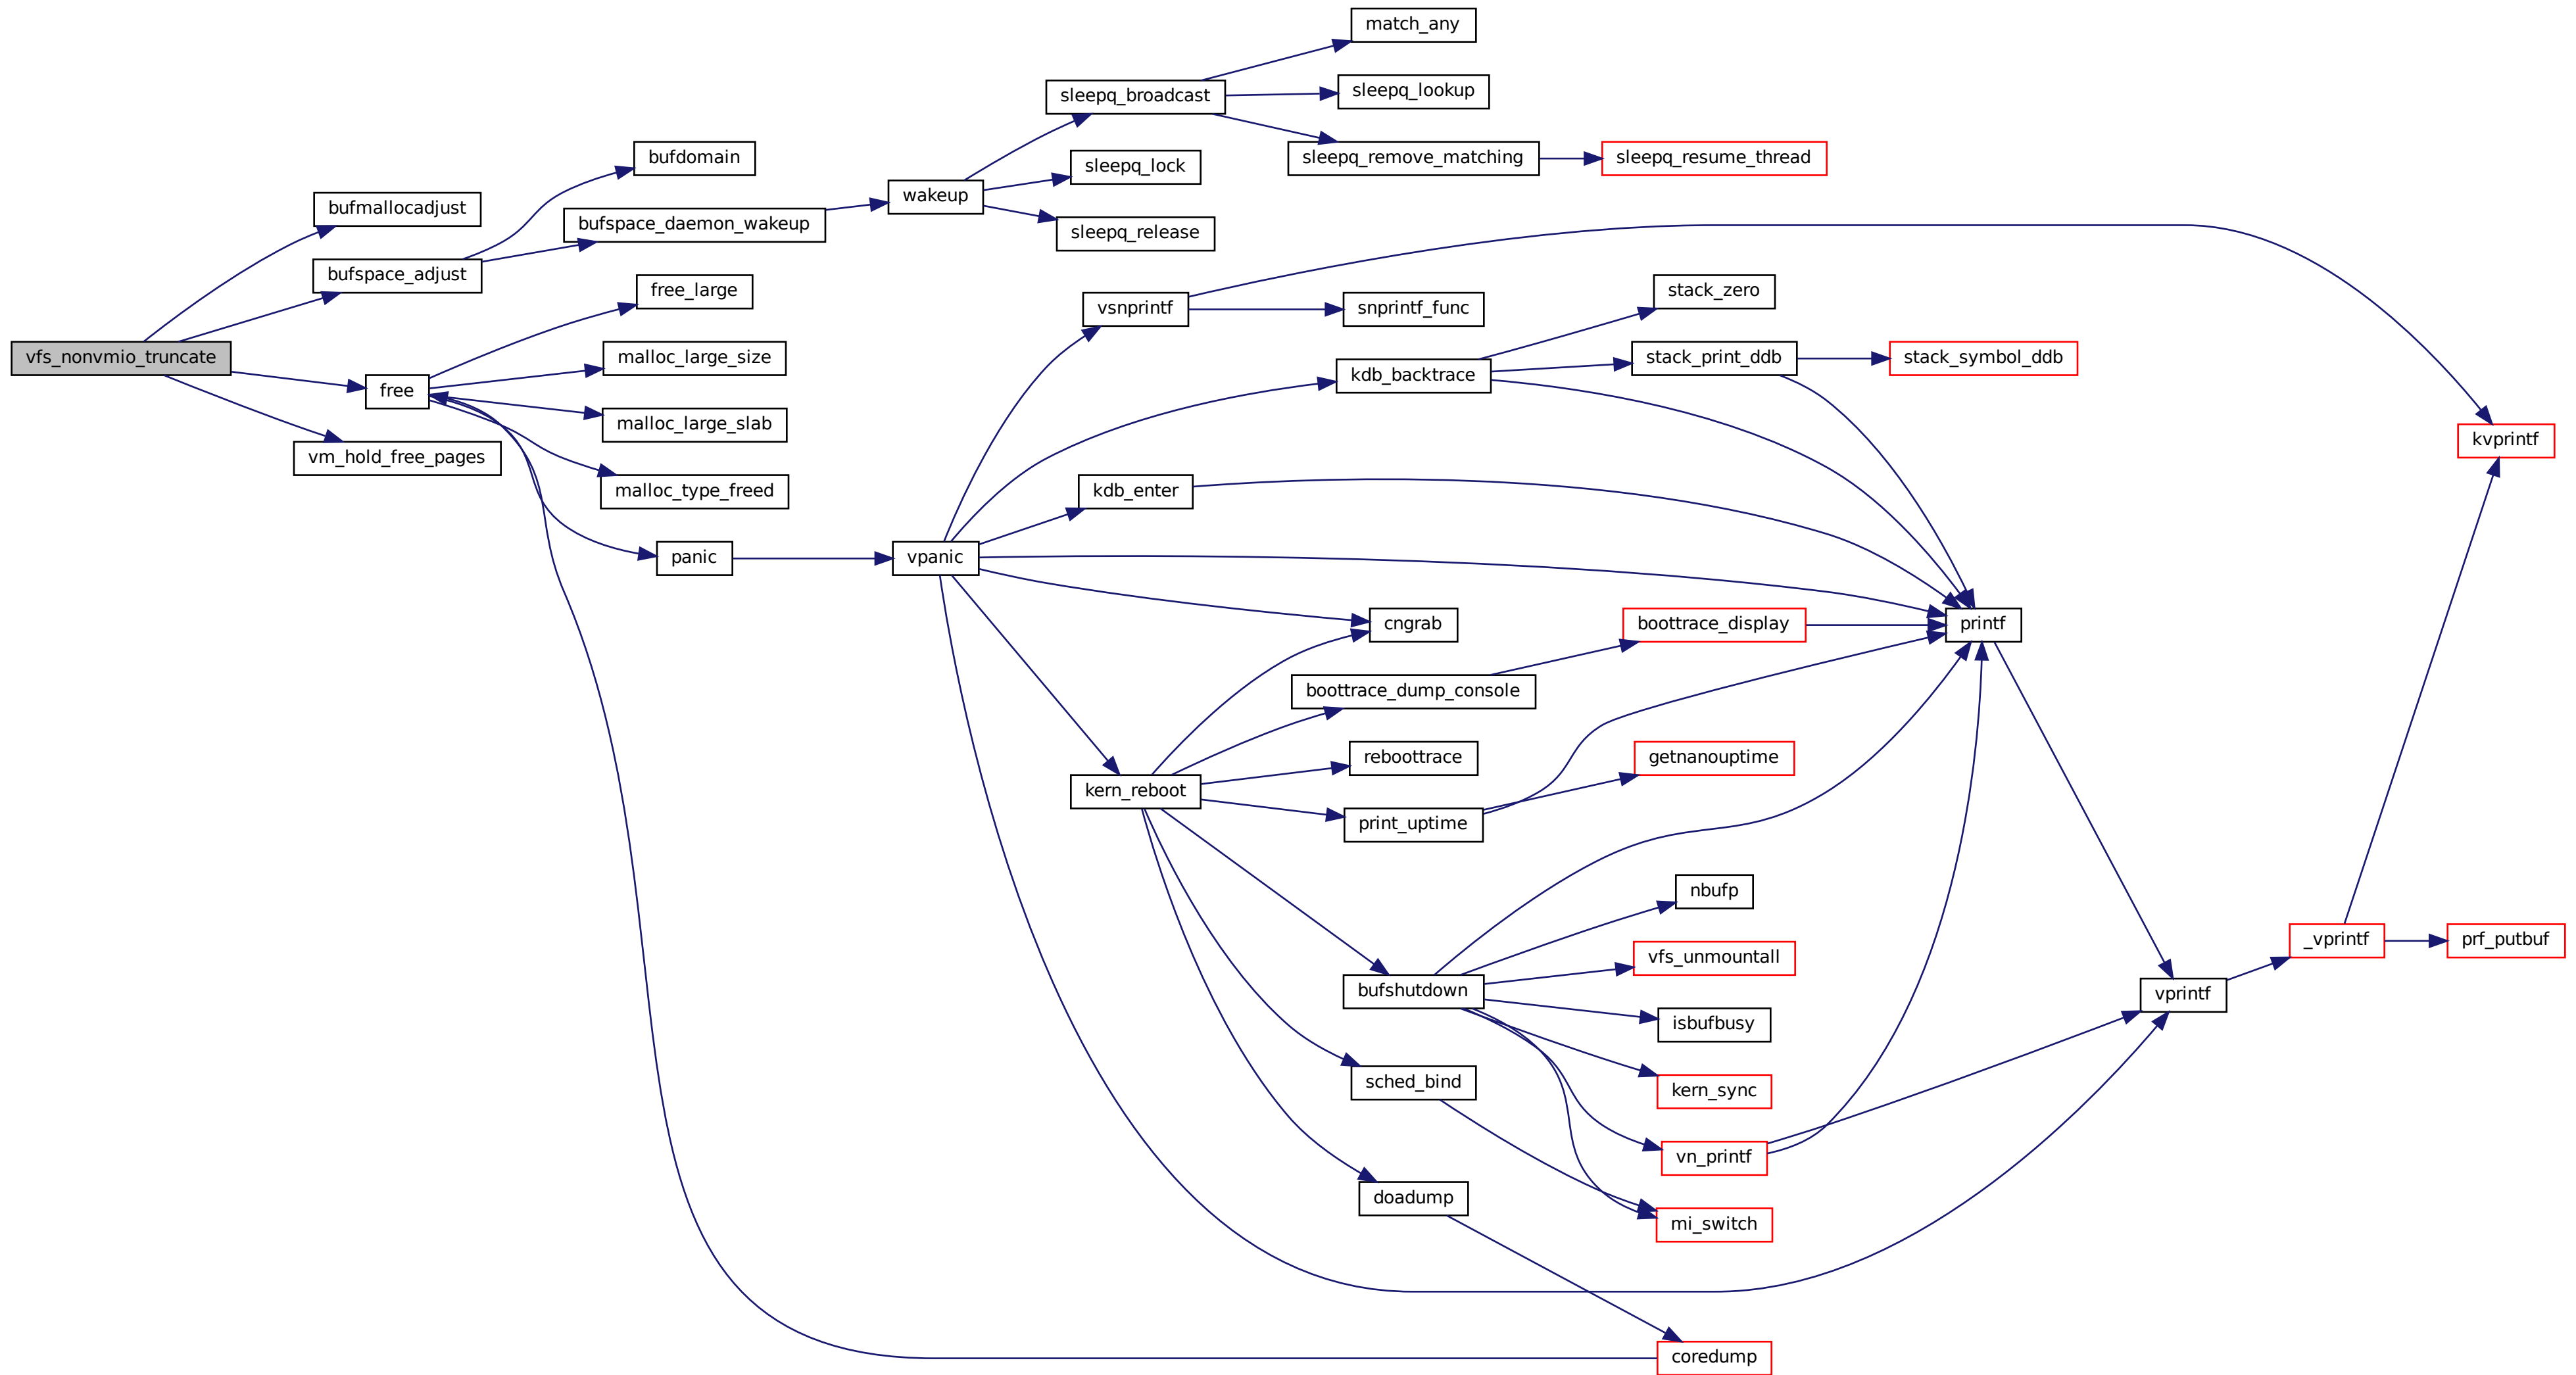 match_any
sleepq_broadcast
sleepq_lookup
bufdomain
sleepq_remove_matching
sleepq_resume_thread
sleepq_lock
wakeup
bufmallocadjust
bufspace_daemon_wakeup
sleepq_release
bufspace_adjust
free_large
vsnprintf
snprintf_func
stack_zero
vfs_nonvmio_truncate
malloc_large_size
stack_print_ddb
stack_symbol_ddb
kdb_backtrace
free
malloc_large_slab
kvprintf
vm_hold_free_pages
malloc_type_freed
kdb_enter
panic
vpanic
cngrab
boottrace_display
printf
boottrace_dump_console
reboottrace
getnanouptime
kern_reboot
print_uptime
nbufp
_vprintf
prf_putbuf
vfs_unmountall
bufshutdown
vprintf
isbufbusy
sched_bind
kern_sync
vn_printf
doadump
mi_switch
coredump